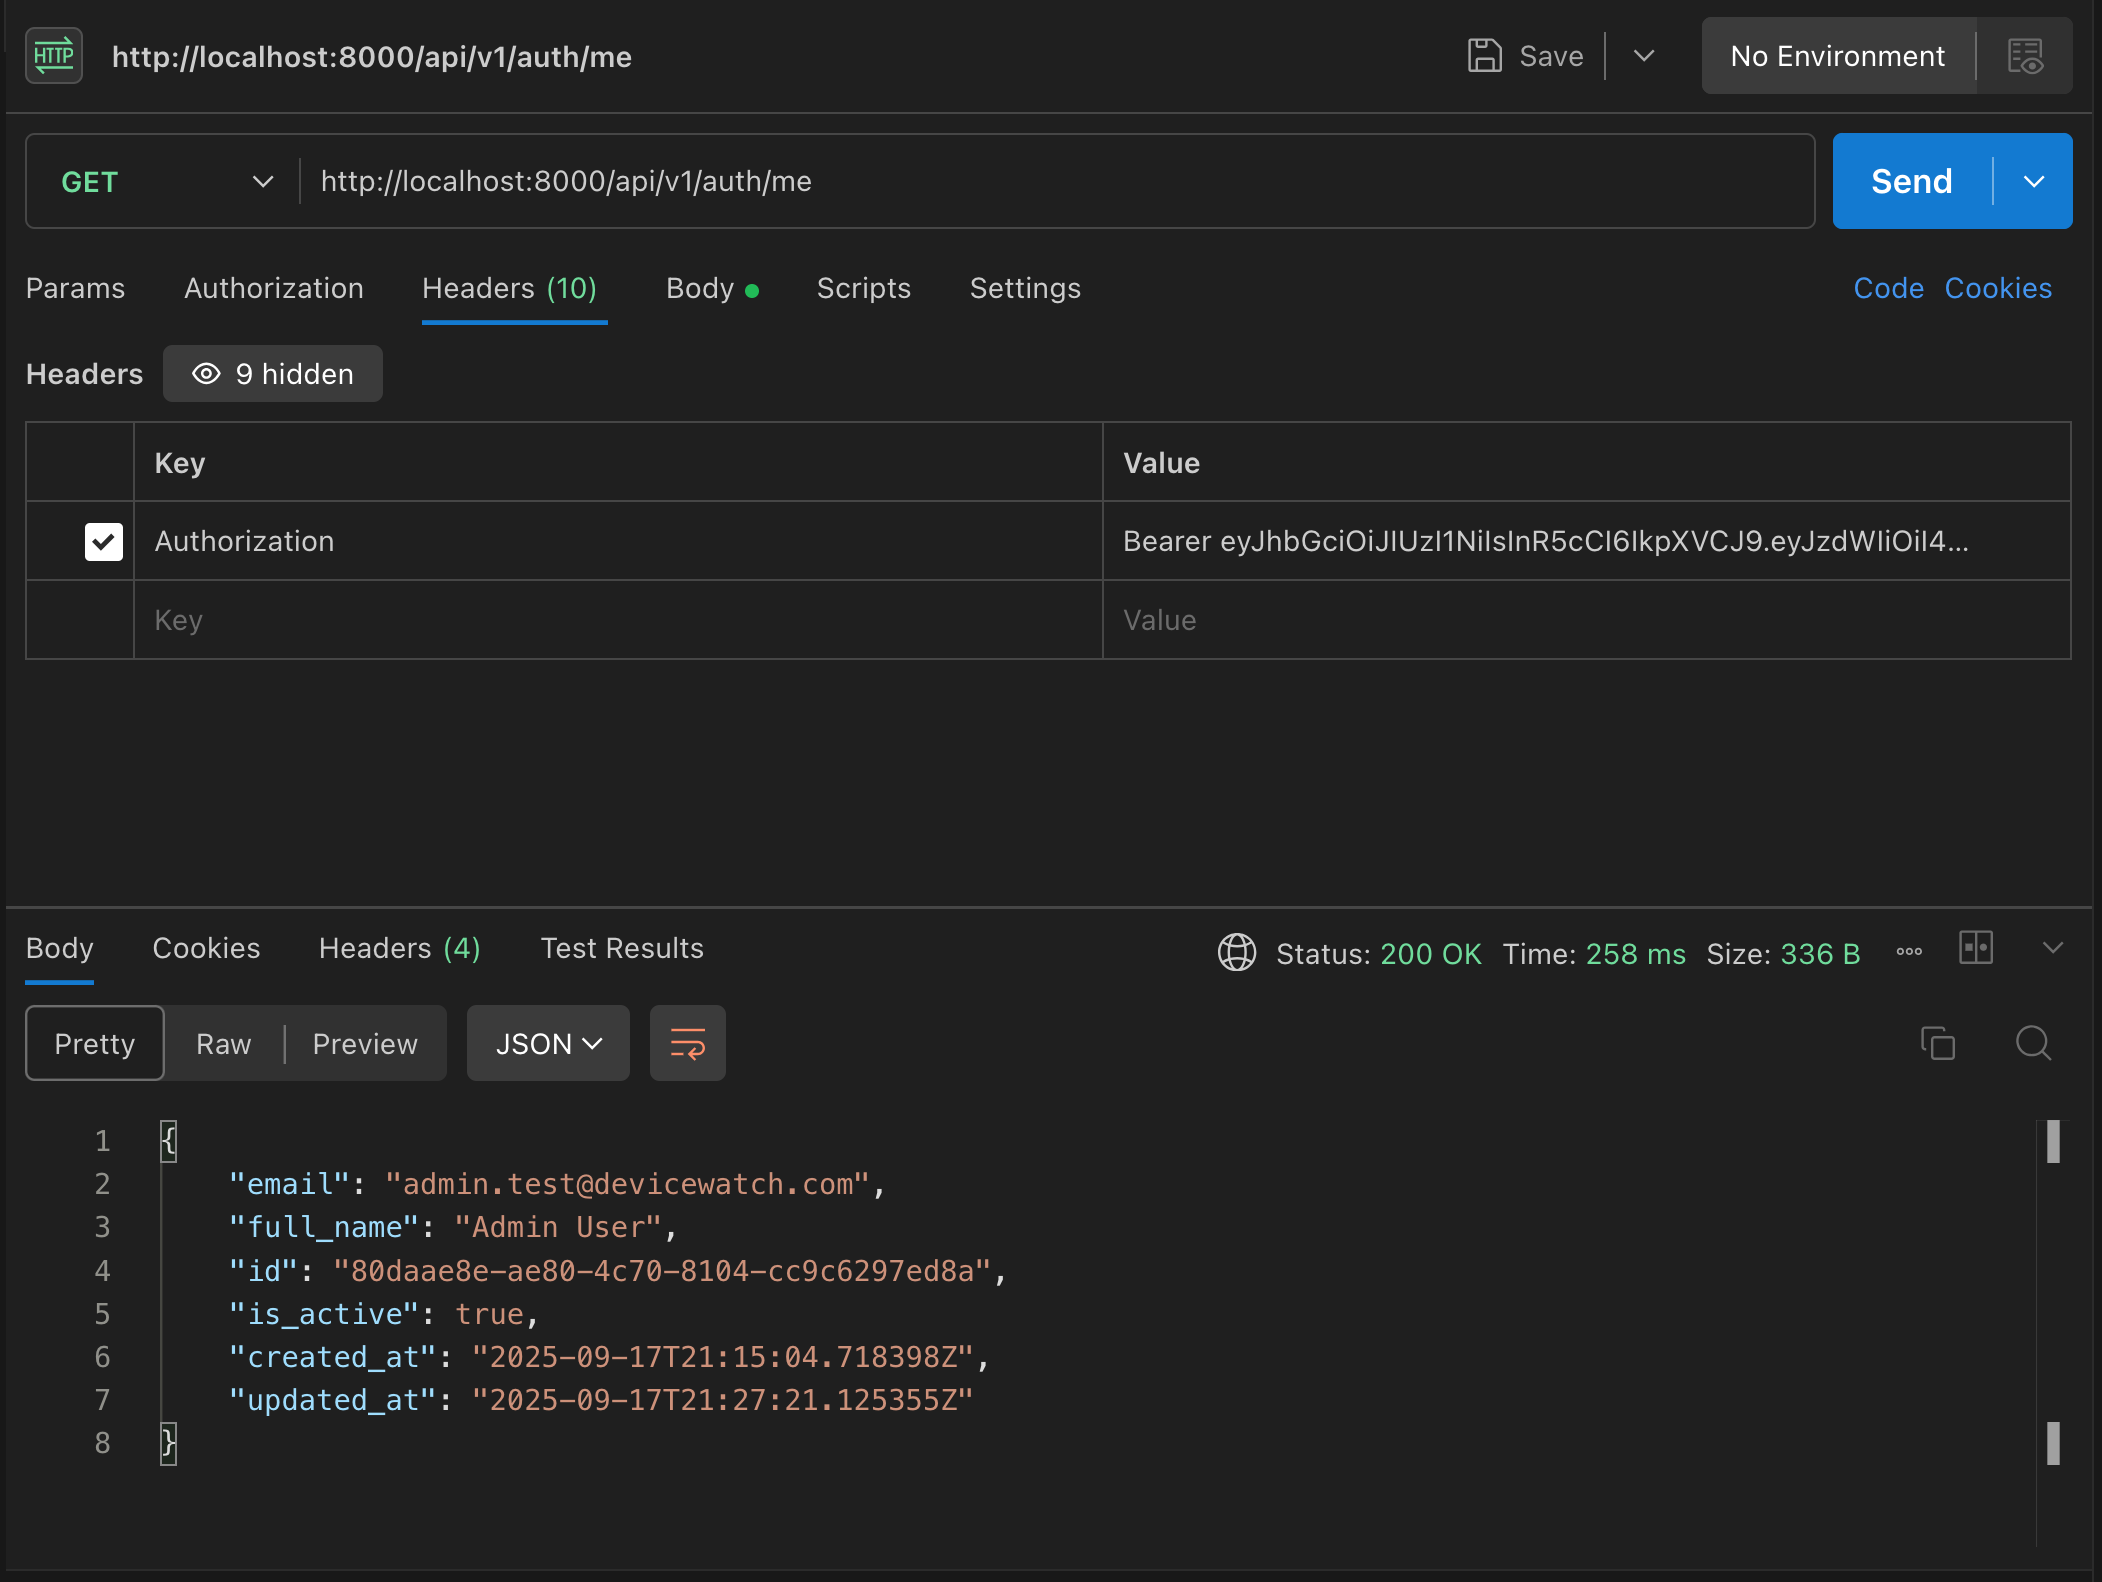 HTTP http://localhost:8000/api/v1/auth/me Save No Environment
GET http://localhost:8000/api/v1/auth/me Send
Params Authorization Headers (10) Body Scripts Settings Code Cookies
Headers 9 hidden
Key Value
Authorization Bearer eyJhbGciOiJIUzI1NiIsInR5cCI6IkpXVCJ9.eyJzdWIiOiI4...
Key Value
Body Cookies Headers (4) Test Results Status: 200 OK Time: 258 ms Size: 336 B
Pretty Raw Preview JSON
1 {
2 "email": "admin.test@devicewatch.com",
3 "full_name": "Admin User",
4 "id": "80daae8e-ae80-4c70-8104-cc9c6297ed8a",
5 "is_active": true,
6 "created_at": "2025-09-17T21:15:04.718398Z",
7 "updated_at": "2025-09-17T21:27:21.125355Z"
8 }